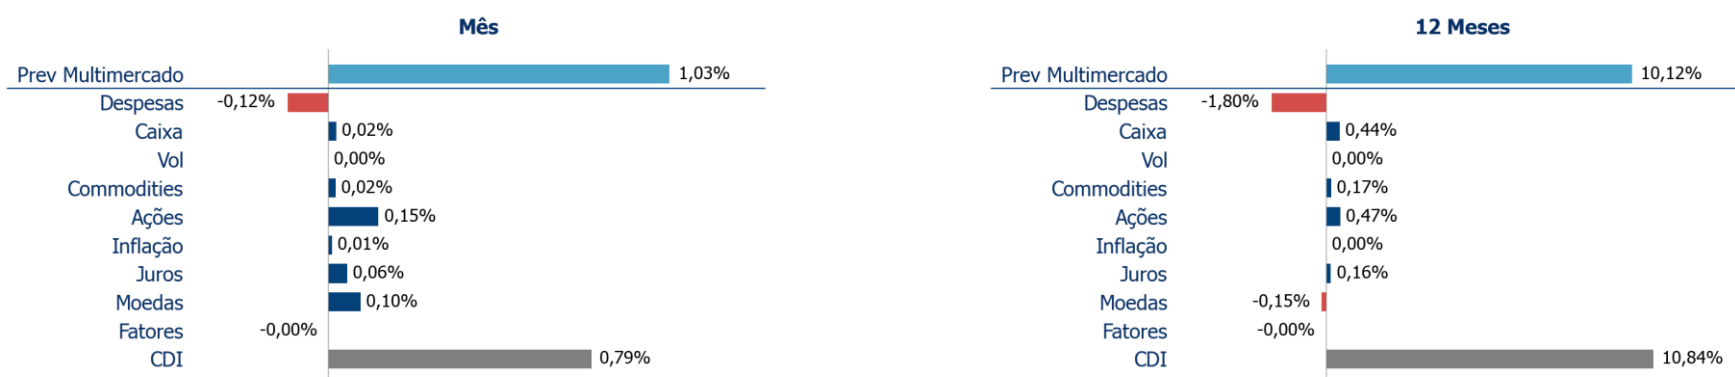 Mês
Prev Multimercado 1,03%
Despesas -0,12%
Caixa 0,02%
Vol 0,00%
Commodities 0,02%
Ações 0,15%
Inflação 0,01%
Juros 0,06%
Moedas 0,10%
Fatores -0,00%
CDI 0,79%
12 Meses
Prev Multimercado 10,12%
Despesas -1,80%
Caixa 0,44%
Vol 0,00%
Commodities 0,17%
Ações 0,47%
Inflação 0,00%
Juros 0,16%
Moedas -0,15%
Fatores -0,00%
CDI 10,84%